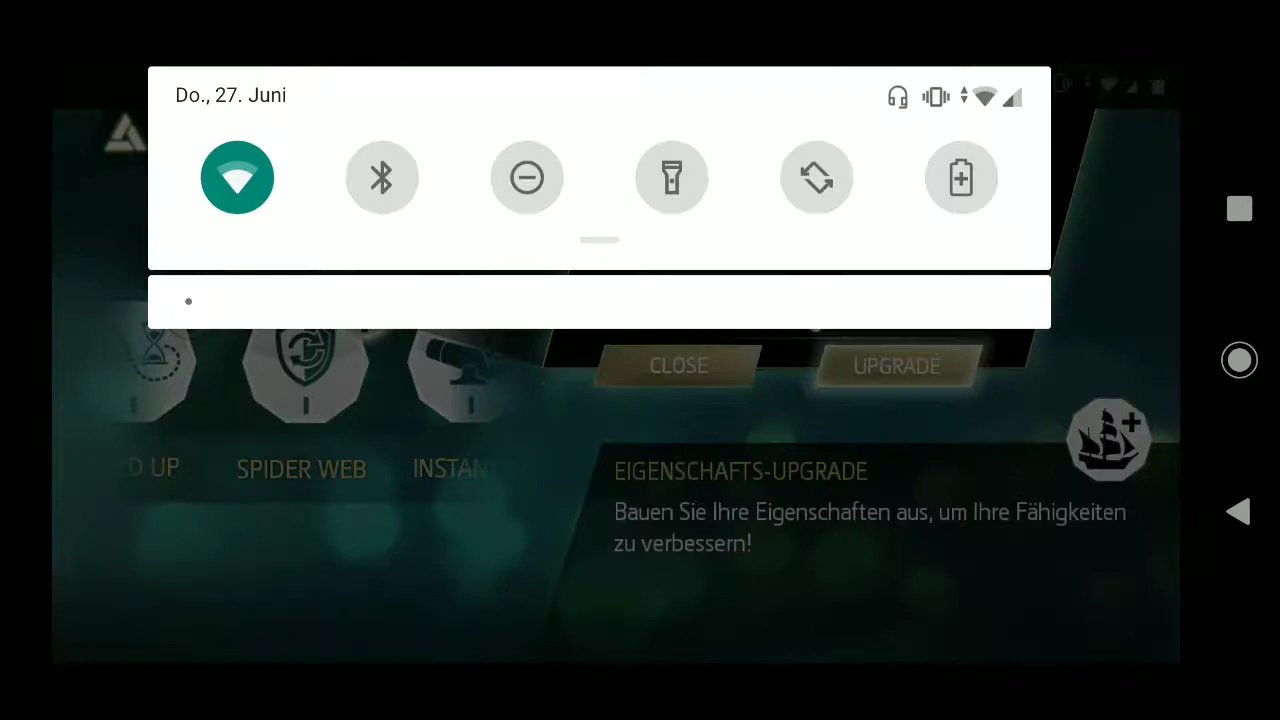 Do., 27. Juni
CLOSE
UPGRADE
D UP
SPIDER WEB
INSTAN
EIGENSCHAFTS-UPGRADE
Bauen Sie Ihre Eigenschaften aus, um Ihre Fähigkeiten
zu verbessern!